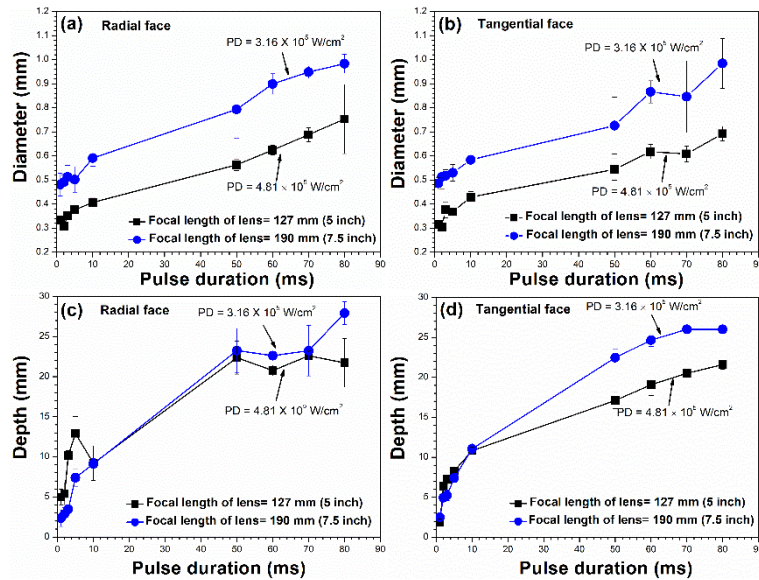 (a) Radial face
PD = 3.16 X 10⁵ W/cm²
PD = 4.81 × 10⁵ W/cm²
Focal length of lens= 127 mm (5 inch)
Focal length of lens= 190 mm (7.5 inch)
Diameter (mm)
1.2
1.1
1.0
0.9
0.8
0.7
0.6
0.5
0.4
0.3
0.2
0 10 20 30 40 50 60 70 80 90
Pulse duration (ms)
(b) Tangential face
PD = 3.16 X 10⁵ W/cm²
PD = 4.81 × 10⁵ W/cm²
Focal length of lens= 127 mm (5 inch)
Focal length of lens= 190 mm (7.5 inch)
Diameter (mm)
1.2
1.1
1.0
0.9
0.8
0.7
0.6
0.5
0.4
0.3
0.2
0 10 20 30 40 50 60 70 80 90
Pulse duration (ms)
(c) Radial face
PD = 3.16 X 10⁵ W/cm²
PD = 4.81 X 10⁵ W/cm²
Focal length of lens= 127 mm (5 inch)
Focal length of lens= 190 mm (7.5 inch)
Depth (mm)
30
25
20
15
10
5
0
0 10 20 30 40 50 60 70 80 90
Pulse duration (ms)
(d) Tangential face
PD = 3.16 × 10⁵ W/cm²
PD = 4.81 × 10⁵ W/cm²
Focal length of lens= 127 mm (5 inch)
Focal length of lens= 190 mm (7.5 inch)
Depth (mm)
30
25
20
15
10
5
0
0 10 20 30 40 50 60 70 80 90
Pulse duration (ms)